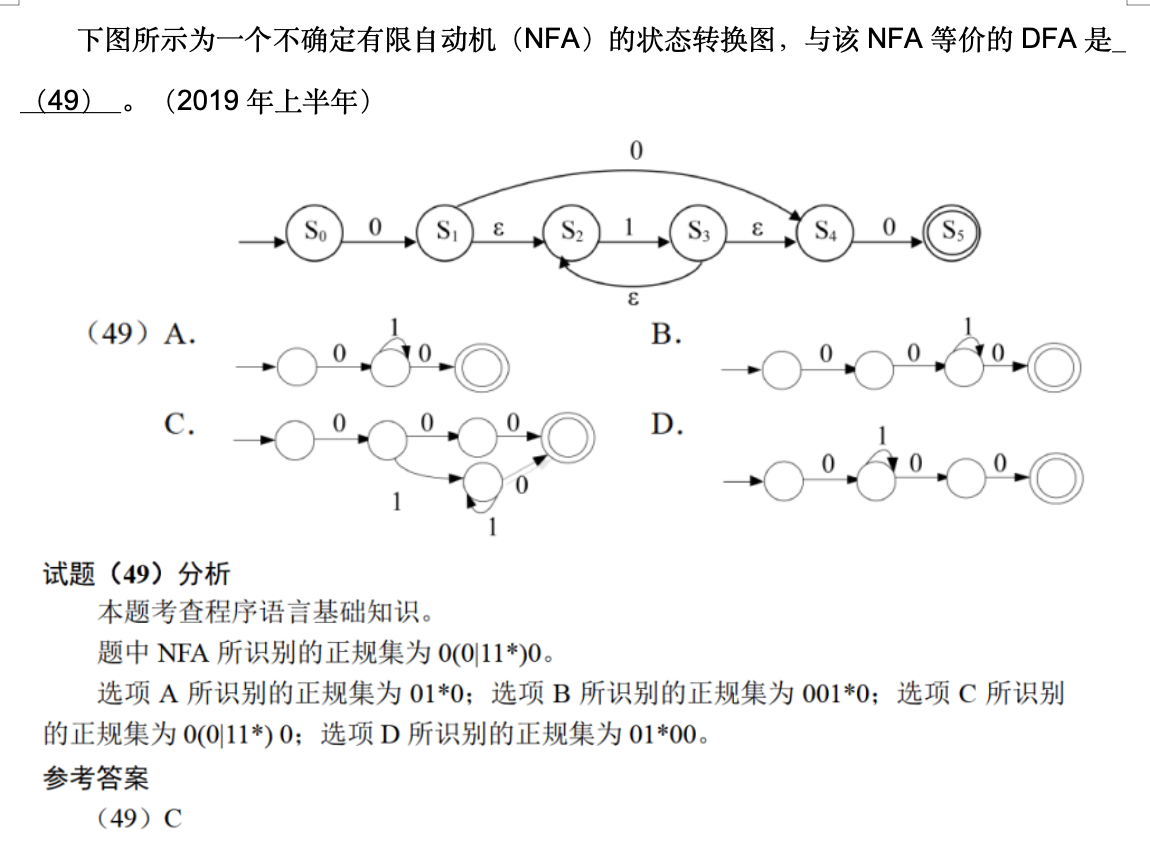 下图所示为一个不确定有限自动机（NFA）的状态转换图，与该 NFA 等价的 DFA 是_
（49） 。（2019 年上半年）
0
S0 0 S1 ε S2 1 S3 ε S4 0 S5
ε
（49）A. 0 1 0
B. 0 0 1 0
C. 0 0 0 1 1 0
D. 0 1 0 0
试题（49）分析
本题考查程序语言基础知识。
题中 NFA 所识别的正规集为 0(0|11*)0。
选项 A 所识别的正规集为 01*0；选项 B 所识别的正规集为 001*0；选项 C 所识别
的正规集为 0(0|11*) 0；选项 D 所识别的正规集为 01*00。
参考答案
（49）C